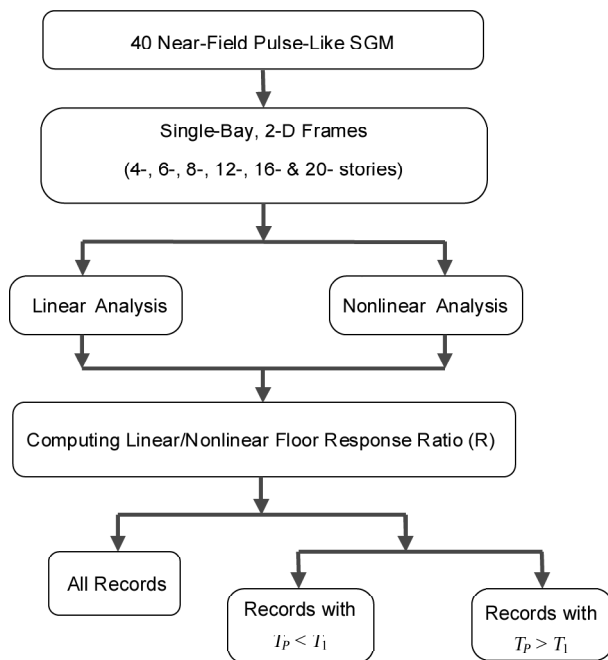 40 Near-Field Pulse-Like SGM
Single-Bay, 2-D Frames
(4-, 6-, 8-, 12-, 16- & 20- stories)
Linear Analysis
Nonlinear Analysis
Computing Linear/Nonlinear Floor Response Ratio (R)
All Records
Records with
T_P < T_1
Records with
T_P > T_1